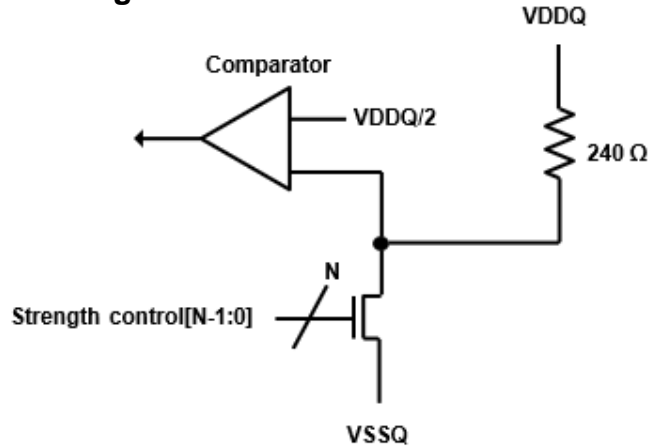 g
VDDQ
Comparator
VDDQ/2
240 Ω
N
Strength control[N-1:0]
VSSQ